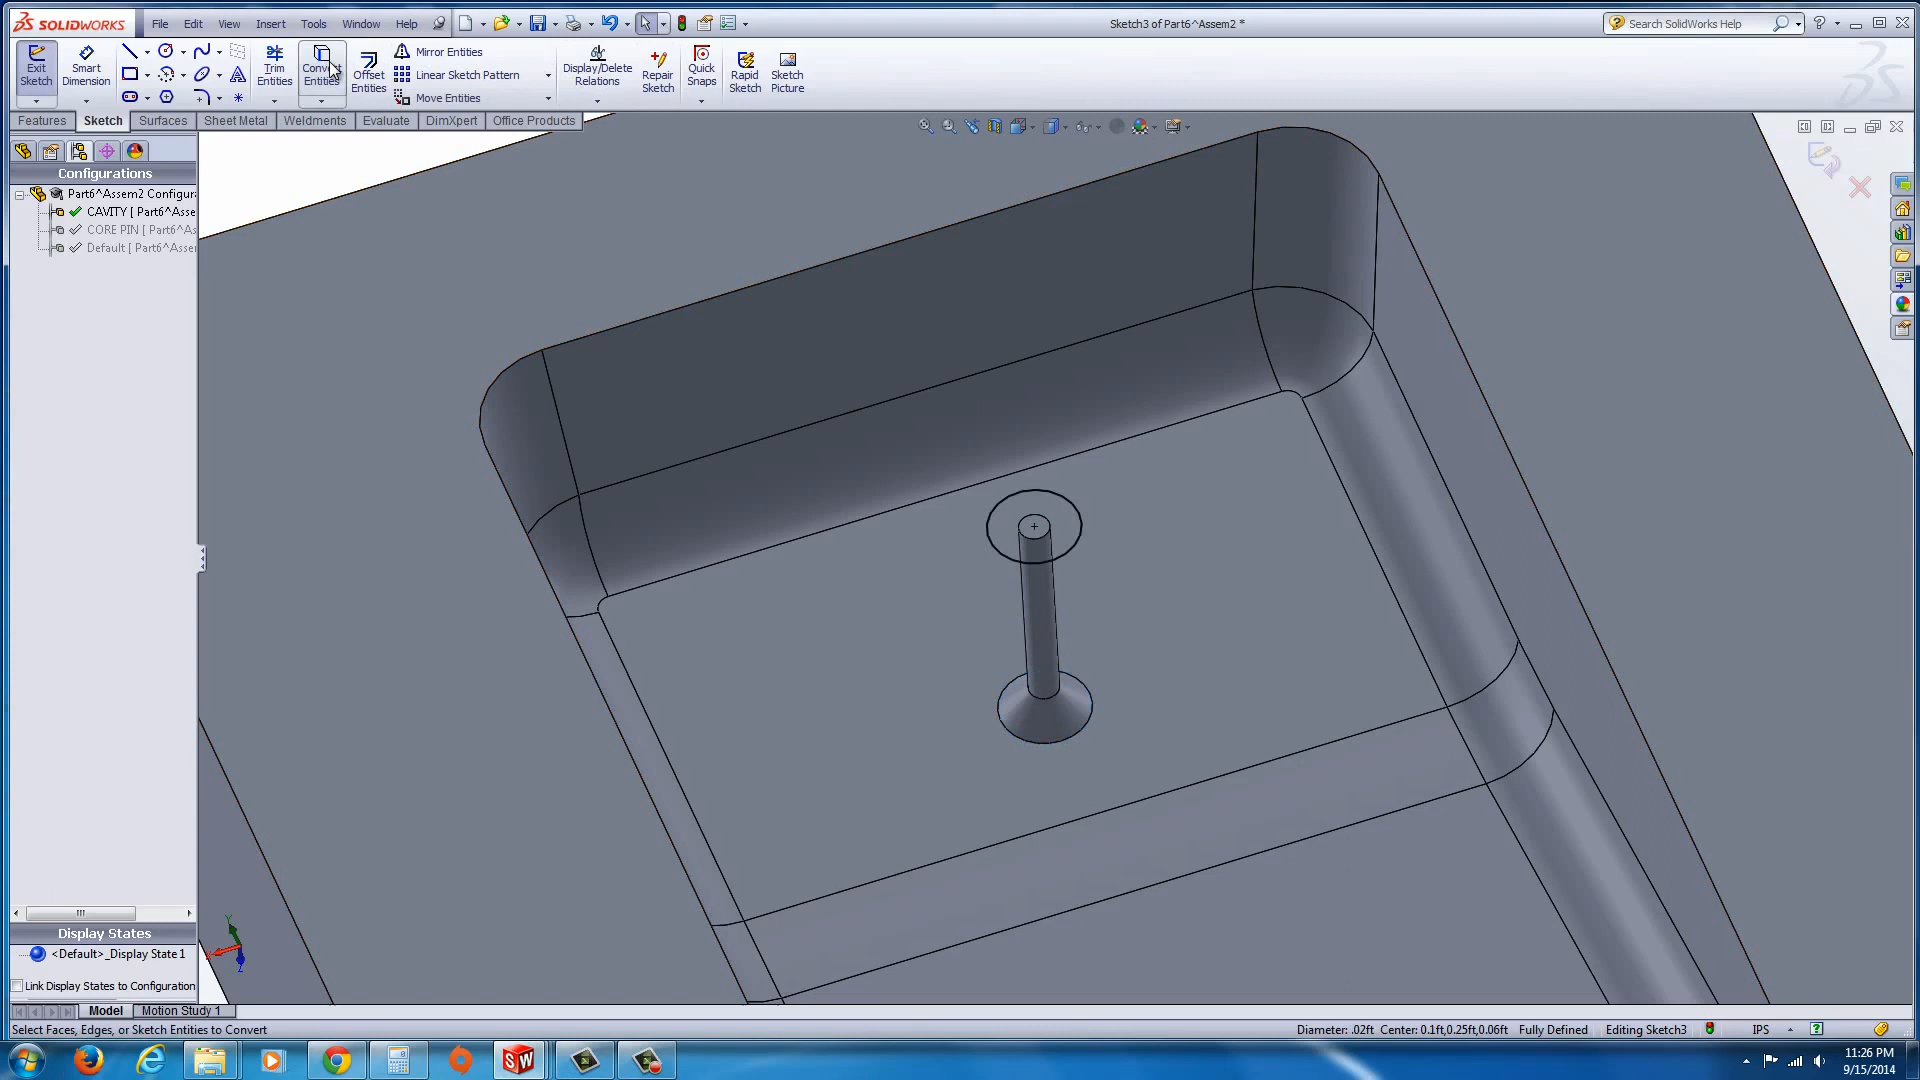 SOLIDWORKS File Edit View Insert Tools Window Help
Sketch3 of Part6^Assem2 *
Search SolidWorks Help
Exit Sketch
Smart Dimension
Trim Entities
Convert Entities
Offset Entities
Mirror Entities
Linear Sketch Pattern
Move Entities
Display/Delete Relations
Repair Sketch
Quick Snaps
Rapid Sketch
Sketch Picture
Features Sketch Surfaces Sheet Metal Weldments Evaluate DimXpert Office Products
Configurations
Part6^Assem2 Configura
CAVITY [ Part6^Asse
CORE PIN [ Part6^As
Default [ Part6^Asser
Y
Z
Display States
<Default>_Display State 1
Link Display States to Configuration
Model Motion Study 1
Select Faces, Edges, or Sketch Entities to Convert
Diameter: .02ft Center: 0.1ft,0.25ft,0.06ft Fully Defined Editing Sketch3 IPS
SW
11:26 PM
9/15/2014